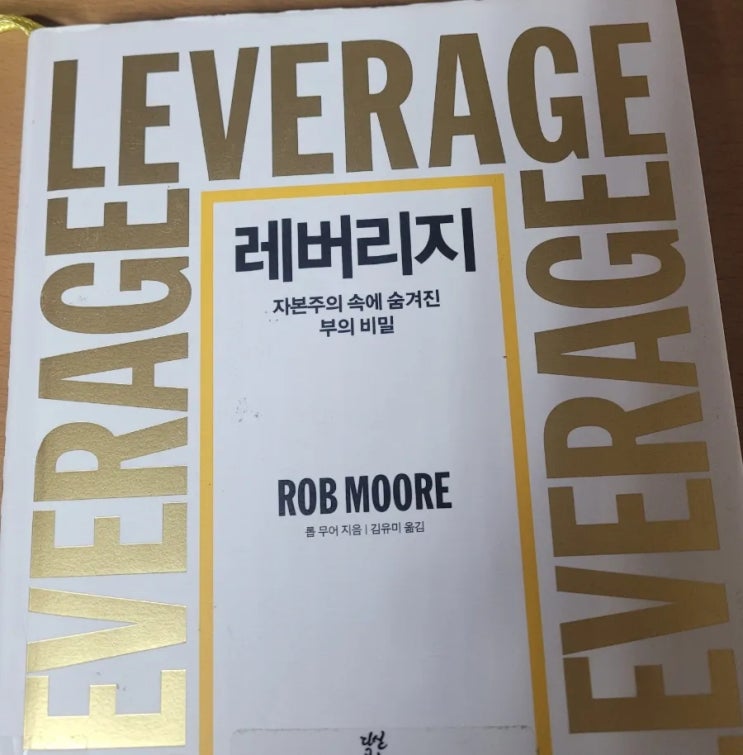 LEVERAGE
LEVERAGE
LEVERAGE
레버리지
자본주의 속에 숨겨진
부의 비밀
ROB MOORE
롭 무어 지음 | 김유미 옮김